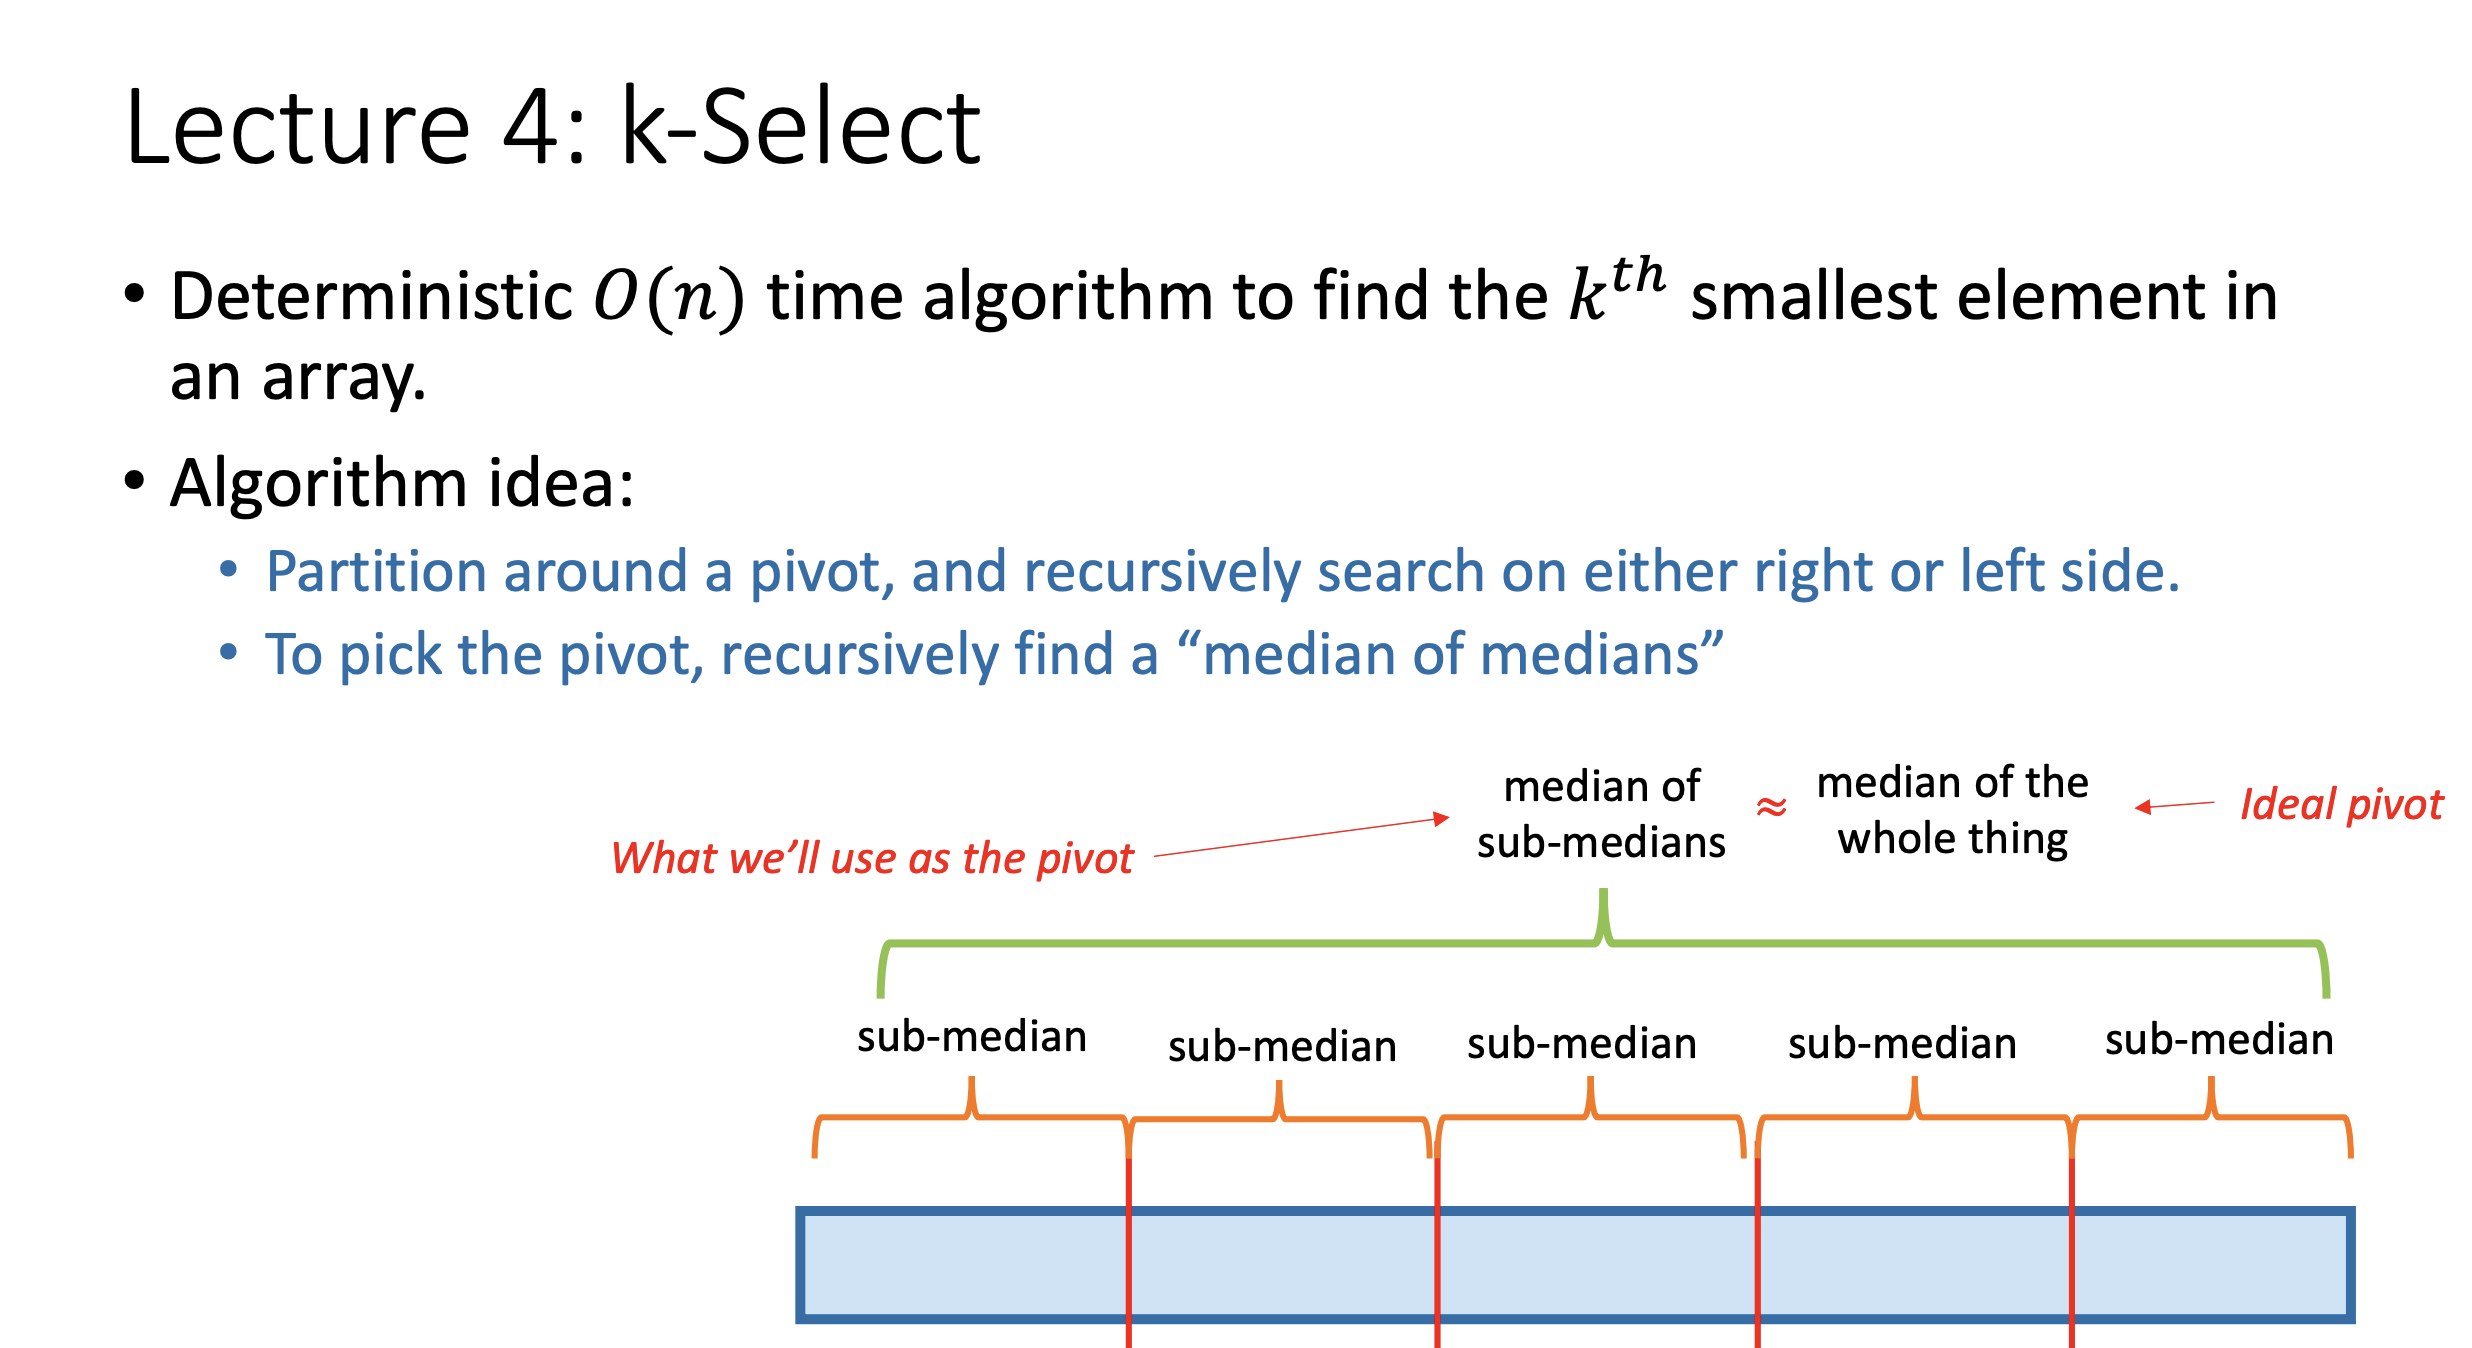 Lecture 4: k-Select
• Deterministic O(n) time algorithm to find the kᵗʰ smallest element in
an array.
• Algorithm idea:
• Partition around a pivot, and recursively search on either right or left side.
• To pick the pivot, recursively find a “median of medians”
What we’ll use as the pivot
median of
sub-medians
≈
median of the
whole thing
Ideal pivot
sub-median
sub-median
sub-median
sub-median
sub-median